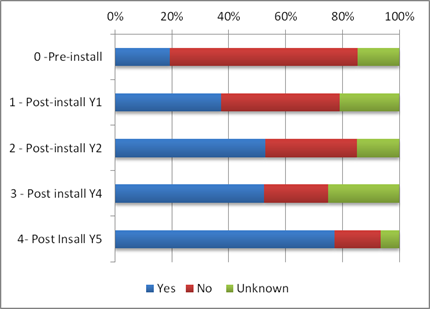 0% 20% 40% 60% 80% 100%
0 -Pre-install
1 - Post-install Y1
2 - Post-install Y2
3 - Post install Y4
4- Post Insall Y5
Yes No Unknown